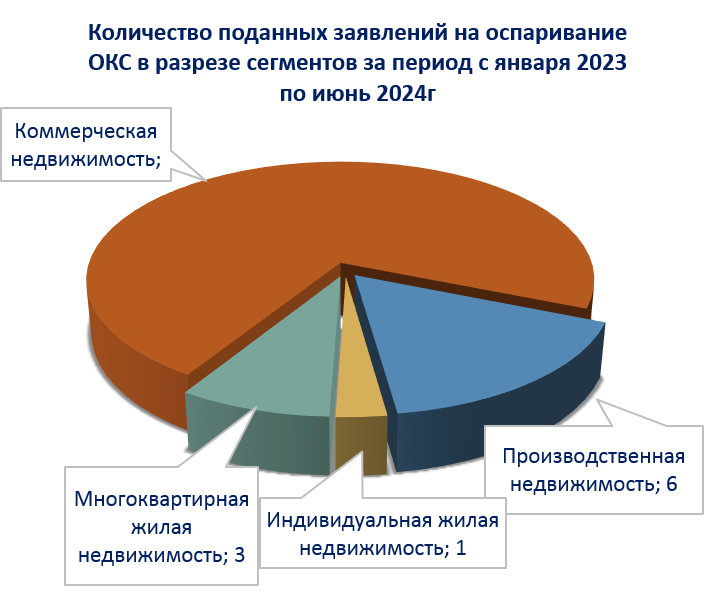 Количество поданных заявлений на оспаривание
ОКС в разрезе сегментов за период с января 2023
по июнь 2024г
Коммерческая
недвижимость;
Производственная
недвижимость; 6
Многоквартирная
жилая
недвижимость; 3
Индивидуальная жилая
недвижимость; 1